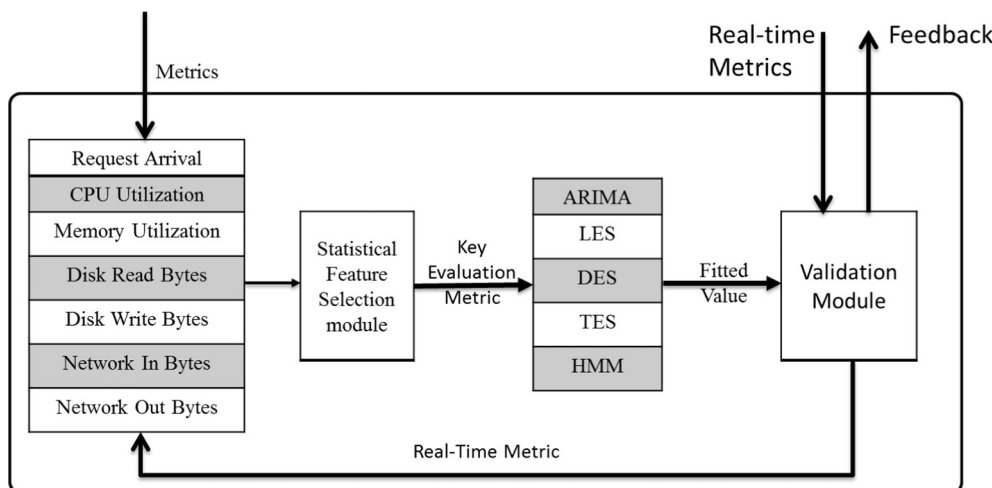 Metrics
Real-time
Metrics
Feedback
Request Arrival
CPU Utilization
Memory Utilization
Disk Read Bytes
Disk Write Bytes
Network In Bytes
Network Out Bytes
Statistical
Feature
Selection
module
Key
Evaluation
Metric
ARIMA
LES
DES
TES
HMM
Fitted
Value
Validation
Module
Real-Time Metric